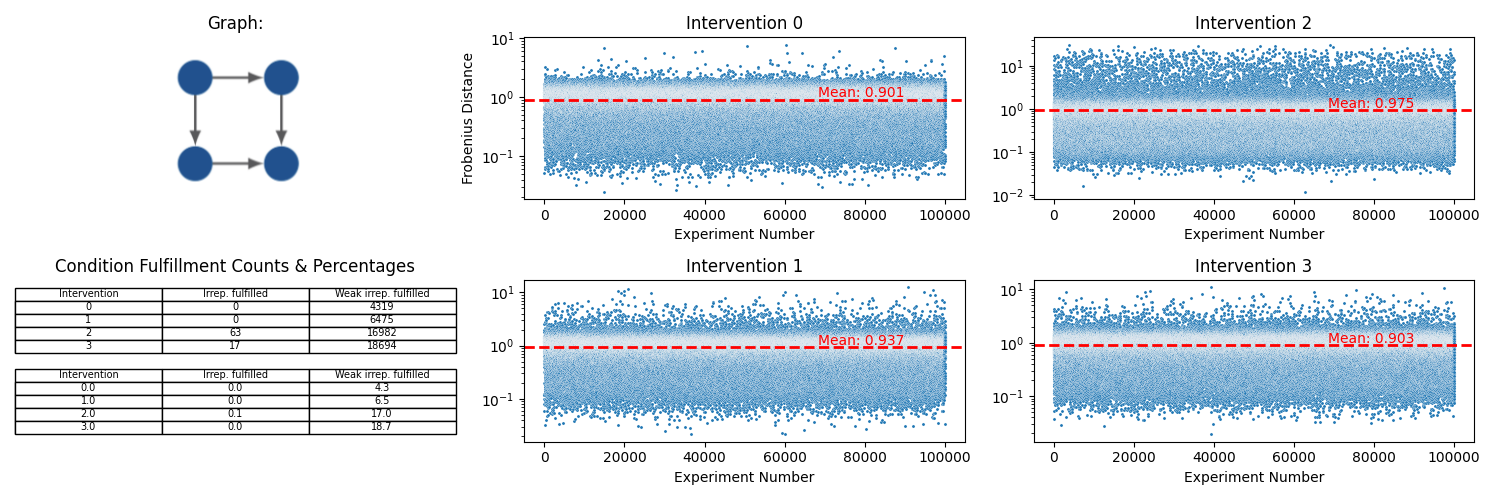 Graph:
Condition Fulfillment Counts & Percentages
Intervention Irrep. fulfilled Weak irrep. fulfilled
0 0 4319
1 0 6475
2 63 16982
3 17 18694
Intervention Irrep. fulfilled Weak irrep. fulfilled
0.0 0.0 4.3
1.0 0.0 6.5
2.0 0.1 17.0
3.0 0.0 18.7
Intervention 0
Frobenius Distance
10^1
10^0
10^-1
Mean: 0.901
0 20000 40000 60000 80000 100000
Experiment Number
Intervention 2
10^1
10^0
10^-1
10^-2
Mean: 0.975
0 20000 40000 60000 80000 100000
Experiment Number
Intervention 1
10^1
10^0
10^-1
Mean: 0.937
0 20000 40000 60000 80000 100000
Experiment Number
Intervention 3
10^1
10^0
10^-1
Mean: 0.903
0 20000 40000 60000 80000 100000
Experiment Number